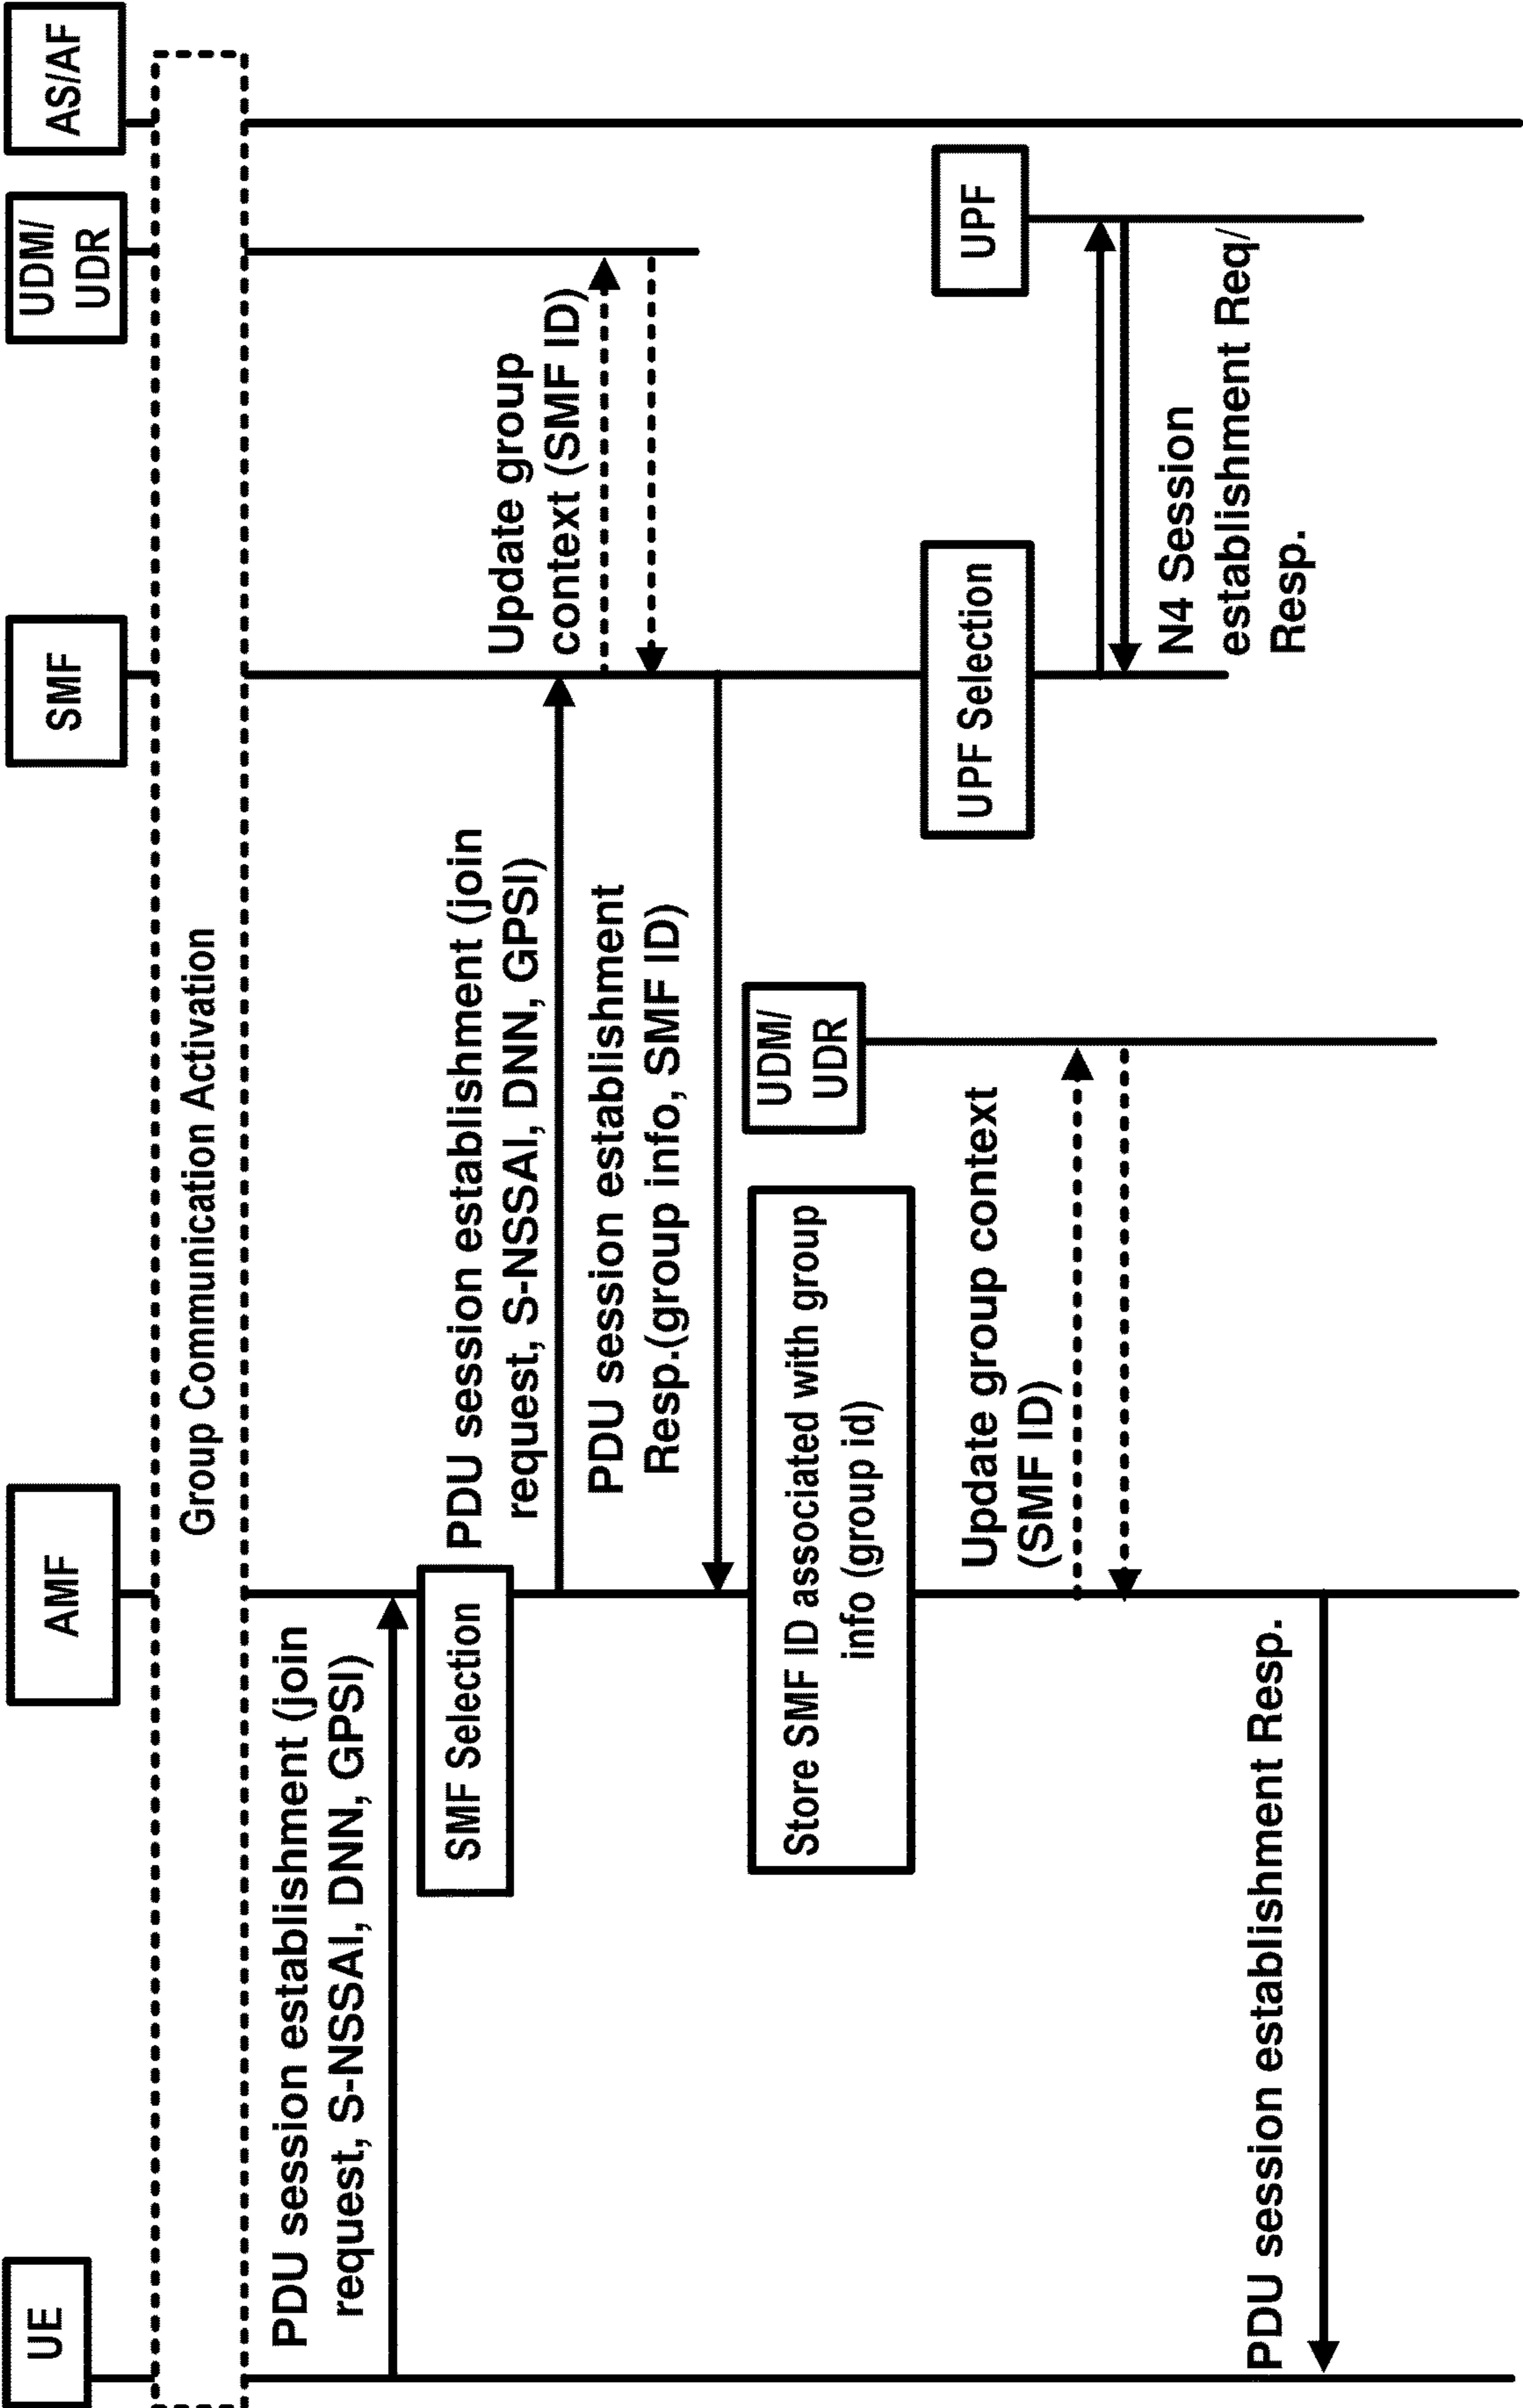 UE
AMF
SMF
UDM/
UDR
AS/AF
Group Communication Activation
PDU session establishment (join
request, S-NSSAI, DNN, GPSI)
SMF Selection
PDU session establishment (join
request, S-NSSAI, DNN, GPSI)
Update group
context (SMF ID)
PDU session establishment
Resp.(group info, SMF ID)
Store SMF ID associated with group
info (group id)
UDM/
UDR
UPF Selection
UPF
Update group context
(SMF ID)
N4 Session
establishment Req/
Resp.
PDU session establishment Resp.